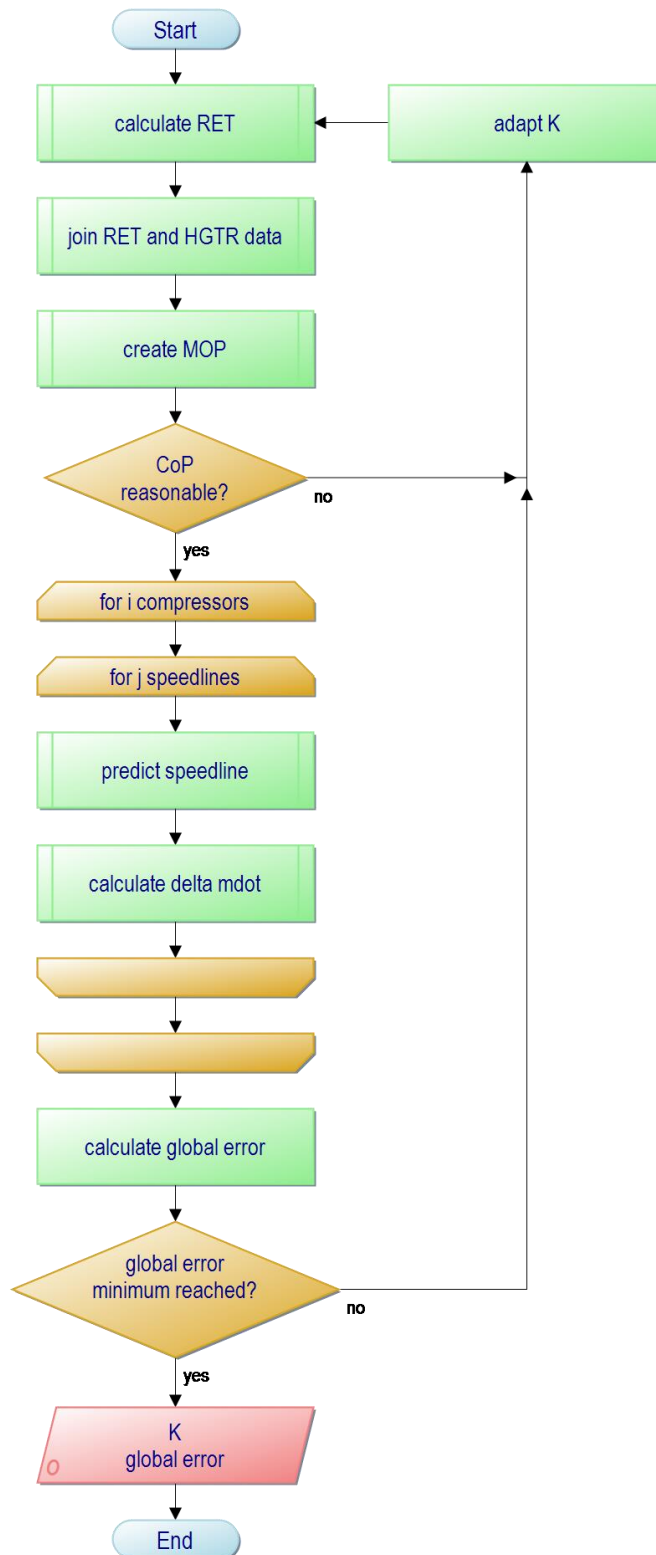 Start
calculate RET
adapt K
join RET and HGTR data
create MOP
CoP
reasonable?
no
yes
for i compressors
for j speedlines
predict speedline
calculate delta mdot
calculate global error
global error
minimum reached?
no
yes
K
global error
O
End